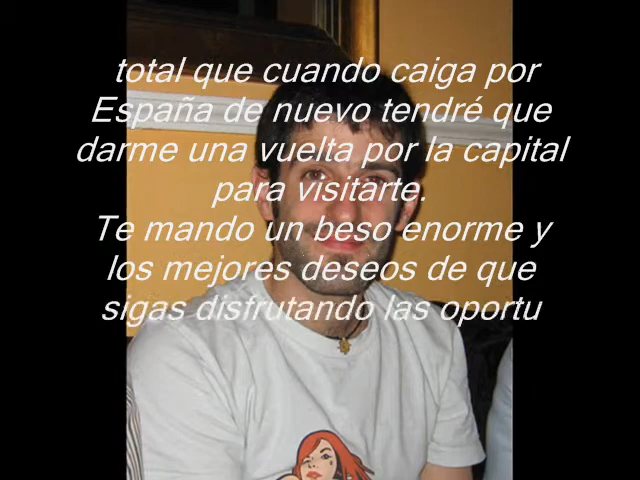 total que cuando caiga por
España de nuevo tendré que
darme una vuelta por la capital
para visitarte.
Te mando un beso enorme y
los mejores deseos de que
sigas disfrutando las oportu